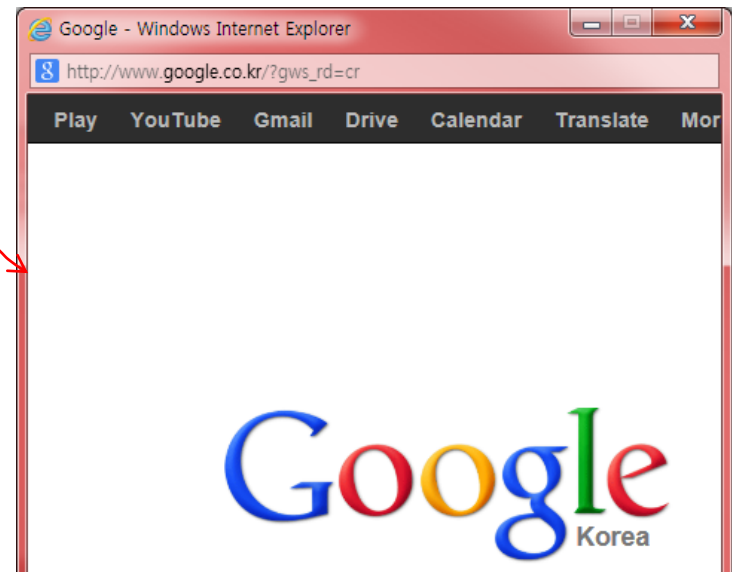 Google - Windows Internet Explorer
http://www.google.co.kr/?gws_rd=cr
Play YouTube Gmail Drive Calendar Translate Mor
Google
Korea